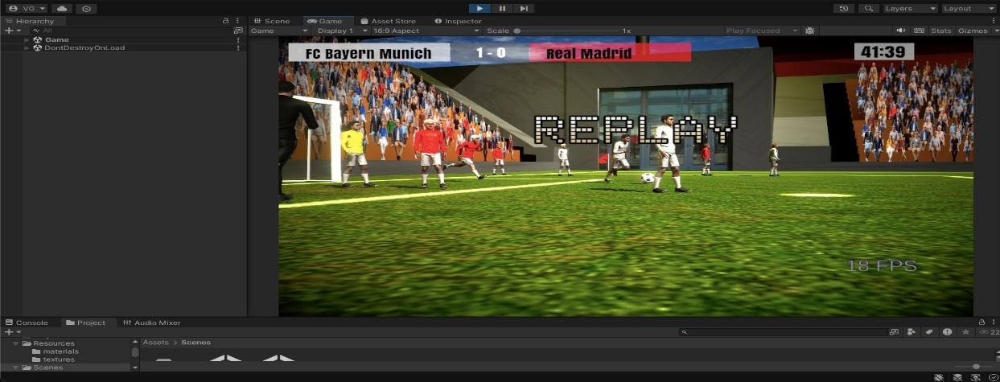 VG
Layers
Layout
Hierarchy
Scene
Game
Asset Store
Inspector
All
Game
Display 1
16:9 Aspect
Scale
1x
Play Focused
Stats
Gizmos
Game
DontDestroyOnLoad
FC Bayern Munich
1 - 0
Real Madrid
41:39
REPLAY
18 FPS
Console
Project
Audio Mixer
Resources
materials
textures
Scenes
Assets > Scenes
22